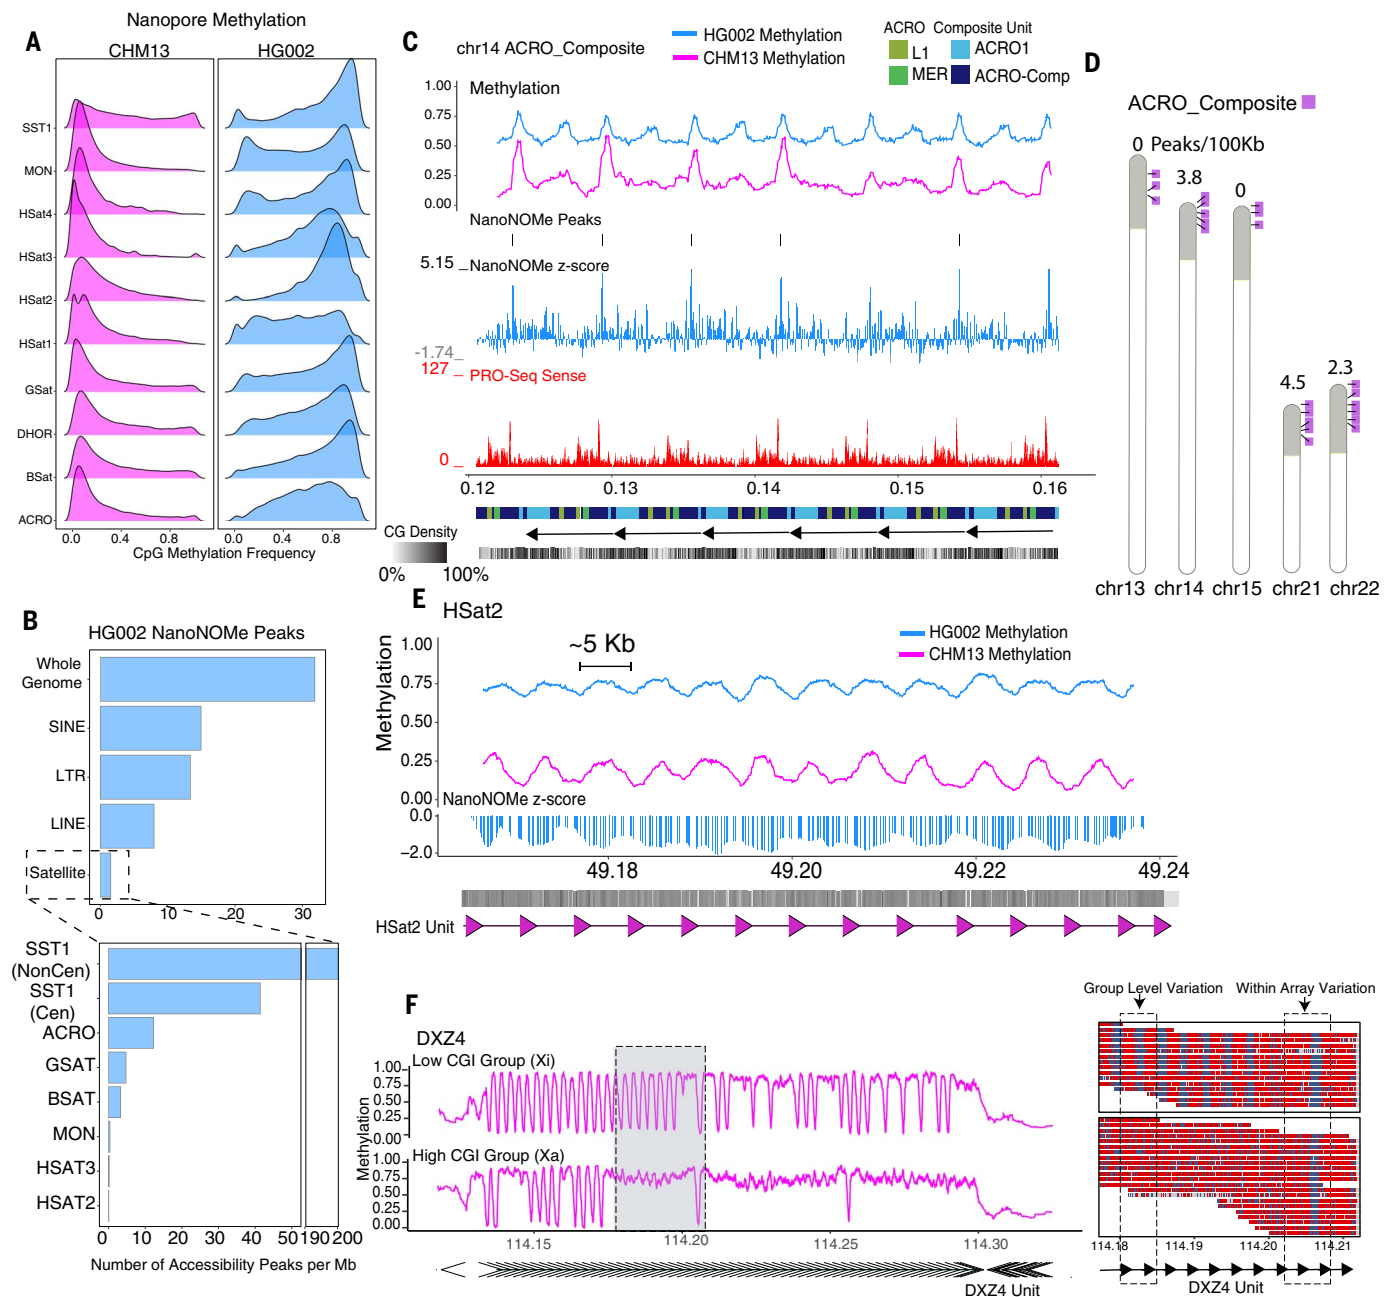 A
Nanopore Methylation
CHM13
HG002
SST1
MON
HSat4
HSat3
HSat2
HSat1
GSat
DHOR
BSat
ACRO
0.0 0.4 0.8 0.0 0.4 0.8
CpG Methylation Frequency
B
HG002 NanoNOMe Peaks
Whole
Genome
SINE
LTR
LINE
Satellite
0 10 20 30
SST1
(NonCen)
SST1
(Cen)
ACRO
GSAT
BSAT
MON
HSAT3
HSAT2
0 10 20 30 40 50 190 200
Number of Accessibility Peaks per Mb
C
chr14 ACRO_Composite
HG002 Methylation
CHM13 Methylation
ACRO Composite Unit
L1
ACRO1
MER
ACRO-Comp
Methylation
1.00
0.75
0.50
0.25
0.00
NanoNOMe Peaks
5.15
NanoNOMe z-score
-1.74
127
PRO-Seq Sense
0
0.12 0.13 0.14 0.15 0.16
CG Density
0% 100%
D
ACRO_Composite
0 Peaks/100Kb
3.8
0
4.5
2.3
chr13 chr14 chr15 chr21 chr22
E
HSat2
HG002 Methylation
CHM13 Methylation
~5 Kb
Methylation
1.00
0.75
0.50
0.25
0.00
NanoNOMe z-score
0.0
−2.0
49.18 49.20 49.22 49.24
HSat2 Unit
F
DXZ4
Low CGI Group (Xi)
Methylation
1.00
0.75
0.50
0.25
0.00
High CGI Group (Xa)
1.00
0.75
0.50
0.25
0.00
114.15 114.20 114.25 114.30
DXZ4 Unit
Group Level Variation
Within Array Variation
114.18 114.19 114.20 114.21
DXZ4 Unit